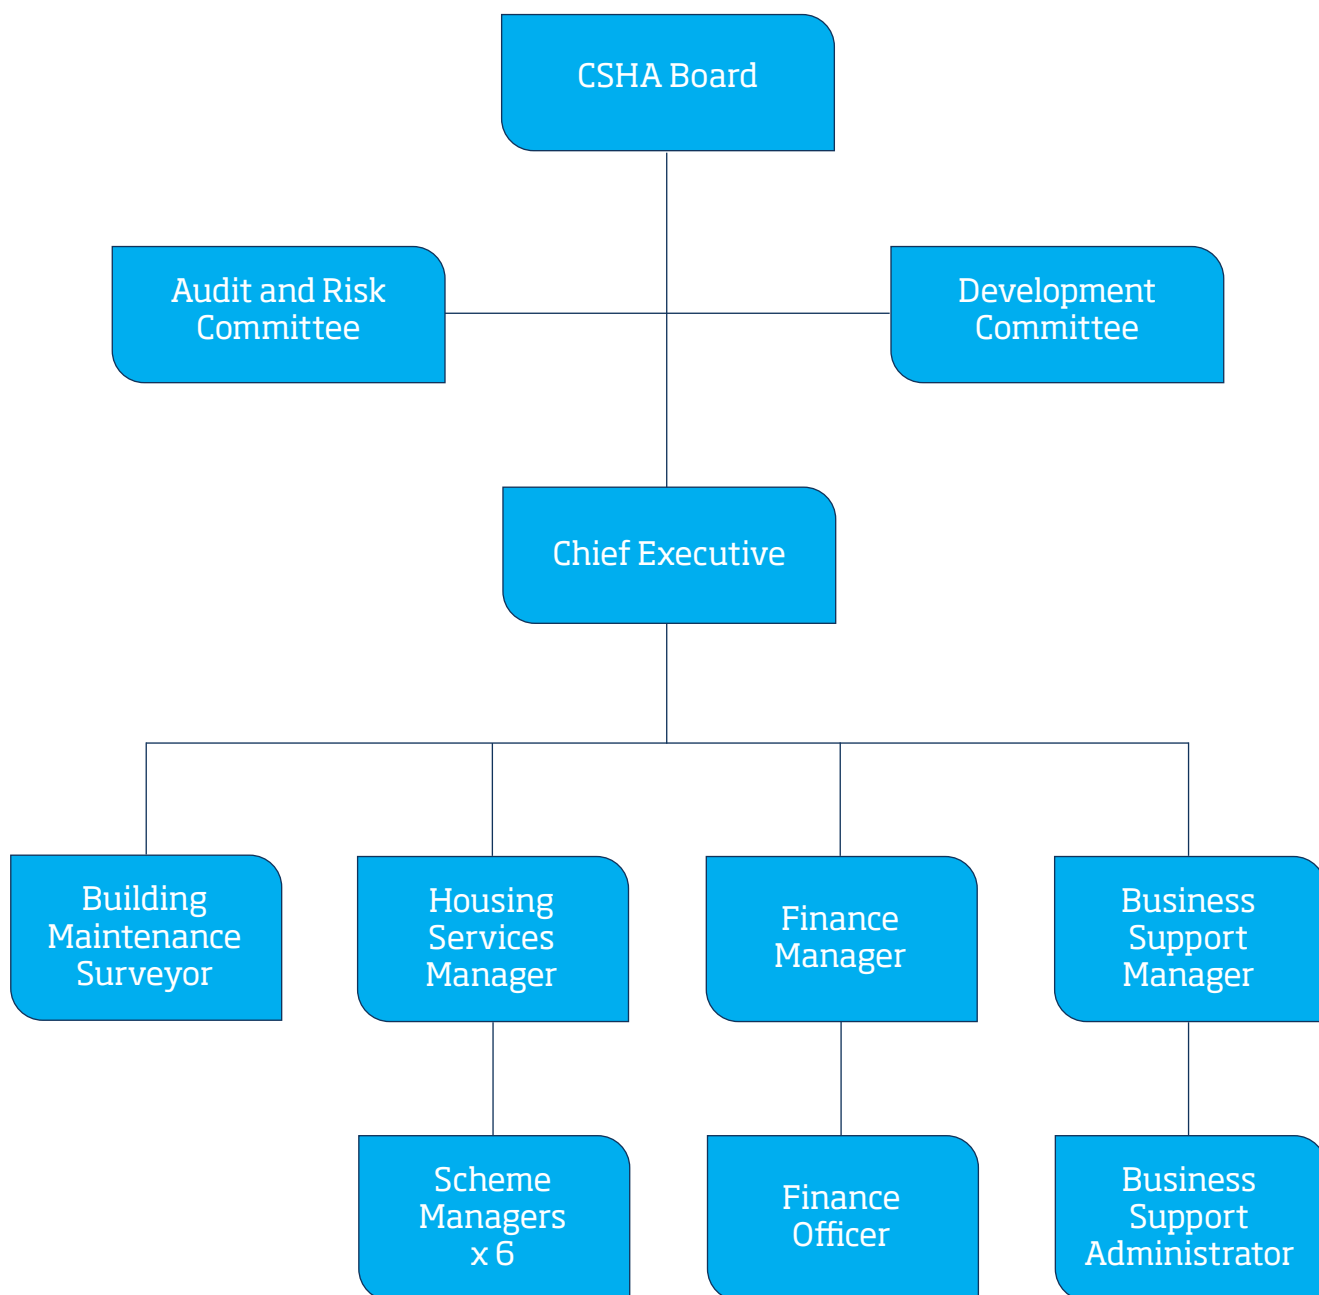 CSHA Board
Audit and Risk
Committee
Development
Committee
Chief Executive
Building
Maintenance
Surveyor
Housing
Services
Manager
Finance
Manager
Business
Support
Manager
Scheme
Managers
x 6
Finance
Officer
Business
Support
Administrator